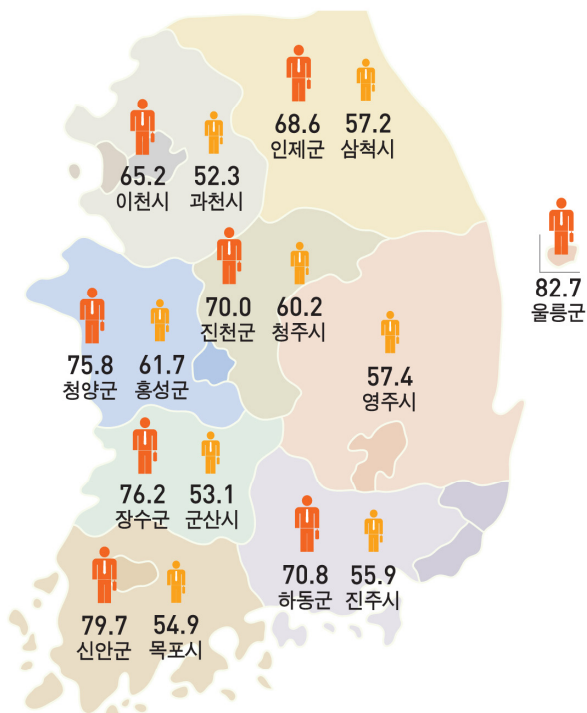 68.6 57.2
인제군 삼척시
65.2 52.3
이천시 과천시
82.7
울릉군
70.0 60.2
진천군 청주시
75.8 61.7
청양군 홍성군
57.4
영주시
76.2 53.1
장수군 군산시
70.8 55.9
하동군 진주시
79.7 54.9
신안군 목포시